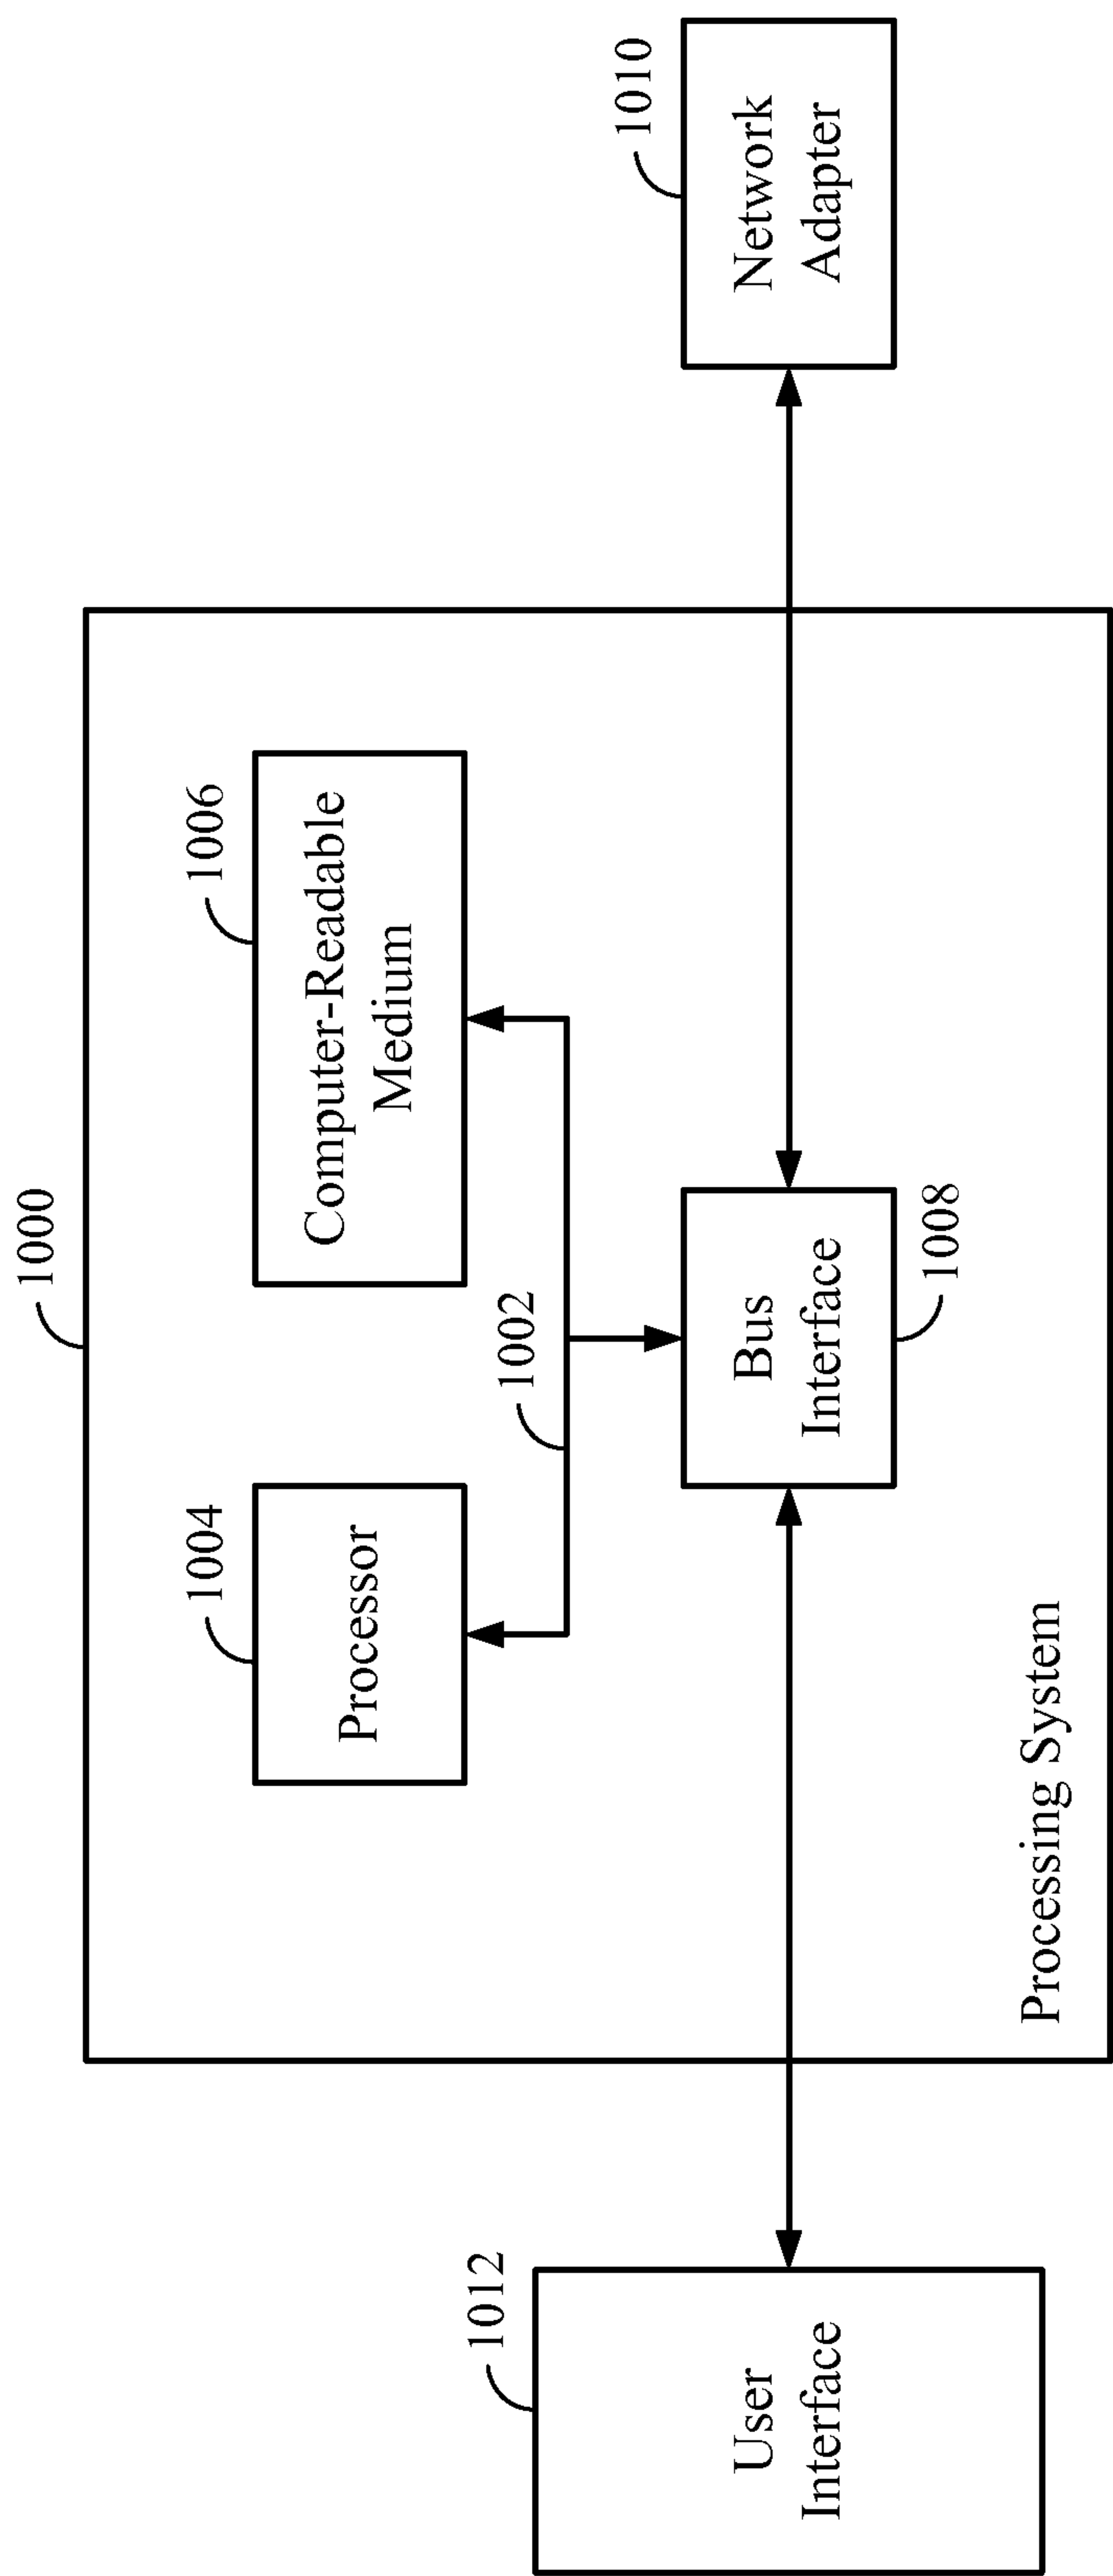 1000
1004
Processor
1006
Computer-Readable
Medium
1002
1012
User
Interface
Bus
Interface
1008
1010
Network
Adapter
Processing System